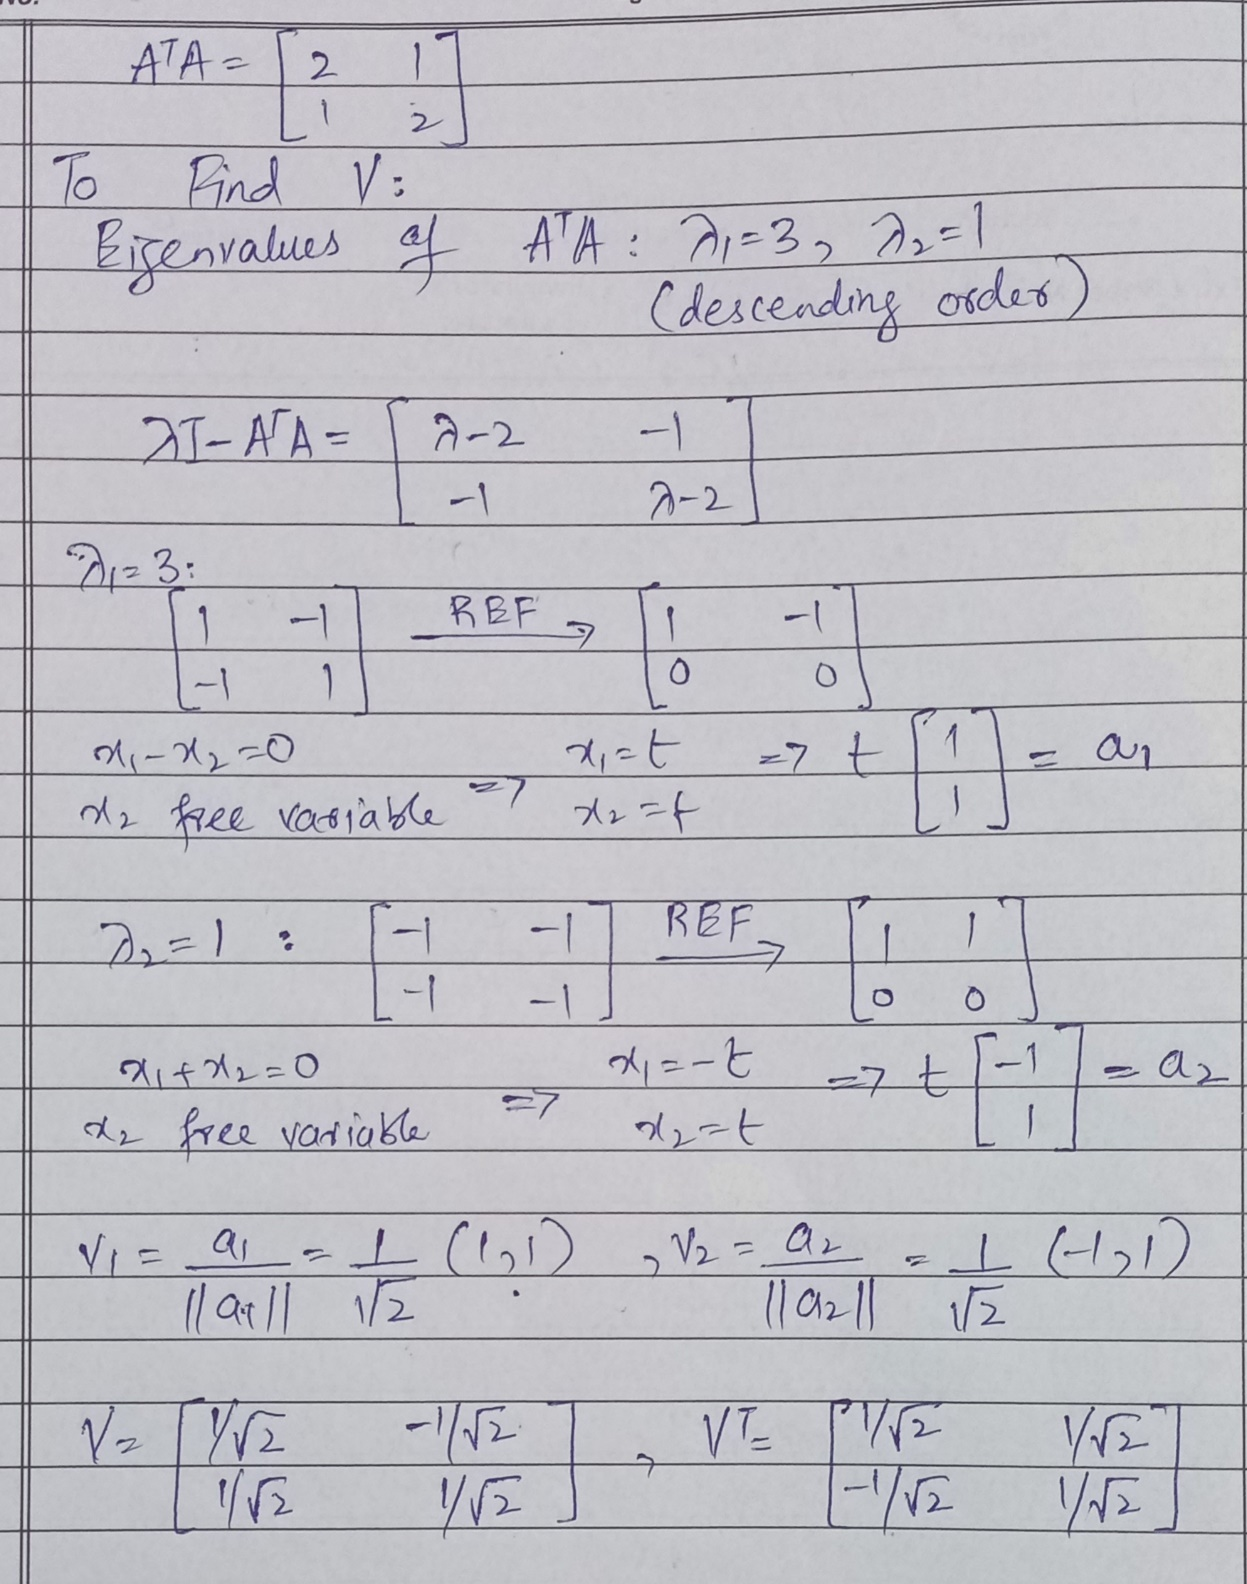 AᵀA = [2 1
1 2]
To Find V:
Eigenvalues of AᵀA : λ₁=3, λ₂=1
(descending order)
λI - AᵀA = [λ-2 -1
-1 λ-2]
λ₁=3:
[1 -1 REF→ [1 -1
-1 1] 0 0]
x₁-x₂=0 => x₁=t => t [1 = a₁
x₂ free variable x₂=t 1]
λ₂=1 : [-1 -1 REF→ [1 1
-1 -1] 0 0]
x₁+x₂=0 => x₁=-t => t [-1 = a₂
x₂ free variable x₂=t 1]
V₁ = a₁/||a₁|| = 1/√2 (1,1) , V₂ = a₂/||a₂|| = 1/√2 (-1,1)
V = [1/√2 -1/√2 , Vᵀ = [1/√2 1/√2
1/√2 1/√2] -1/√2 1/√2]